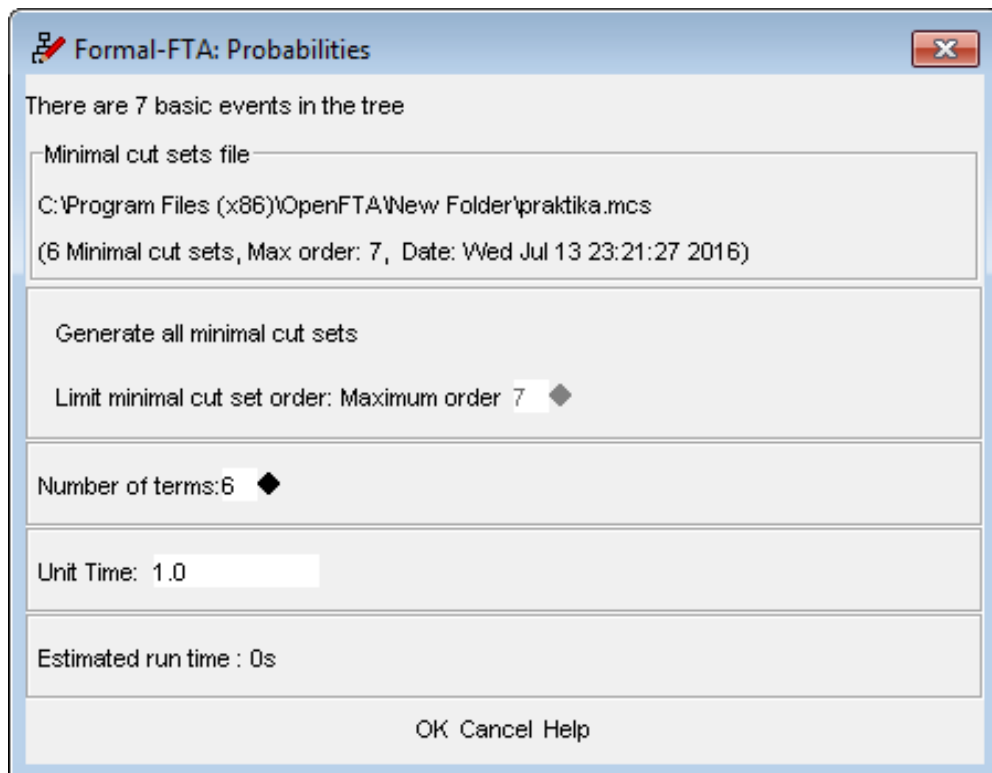 Formal-FTA: Probabilities
There are 7 basic events in the tree
Minimal cut sets file
C:\Program Files (x86)\OpenFTA\New Folder\praktika.mcs
(6 Minimal cut sets, Max order: 7, Date: Wed Jul 13 23:21:27 2016)
Generate all minimal cut sets
Limit minimal cut set order: Maximum order 7
Number of terms:6
Unit Time: 1.0
Estimated run time : 0s
OK Cancel Help